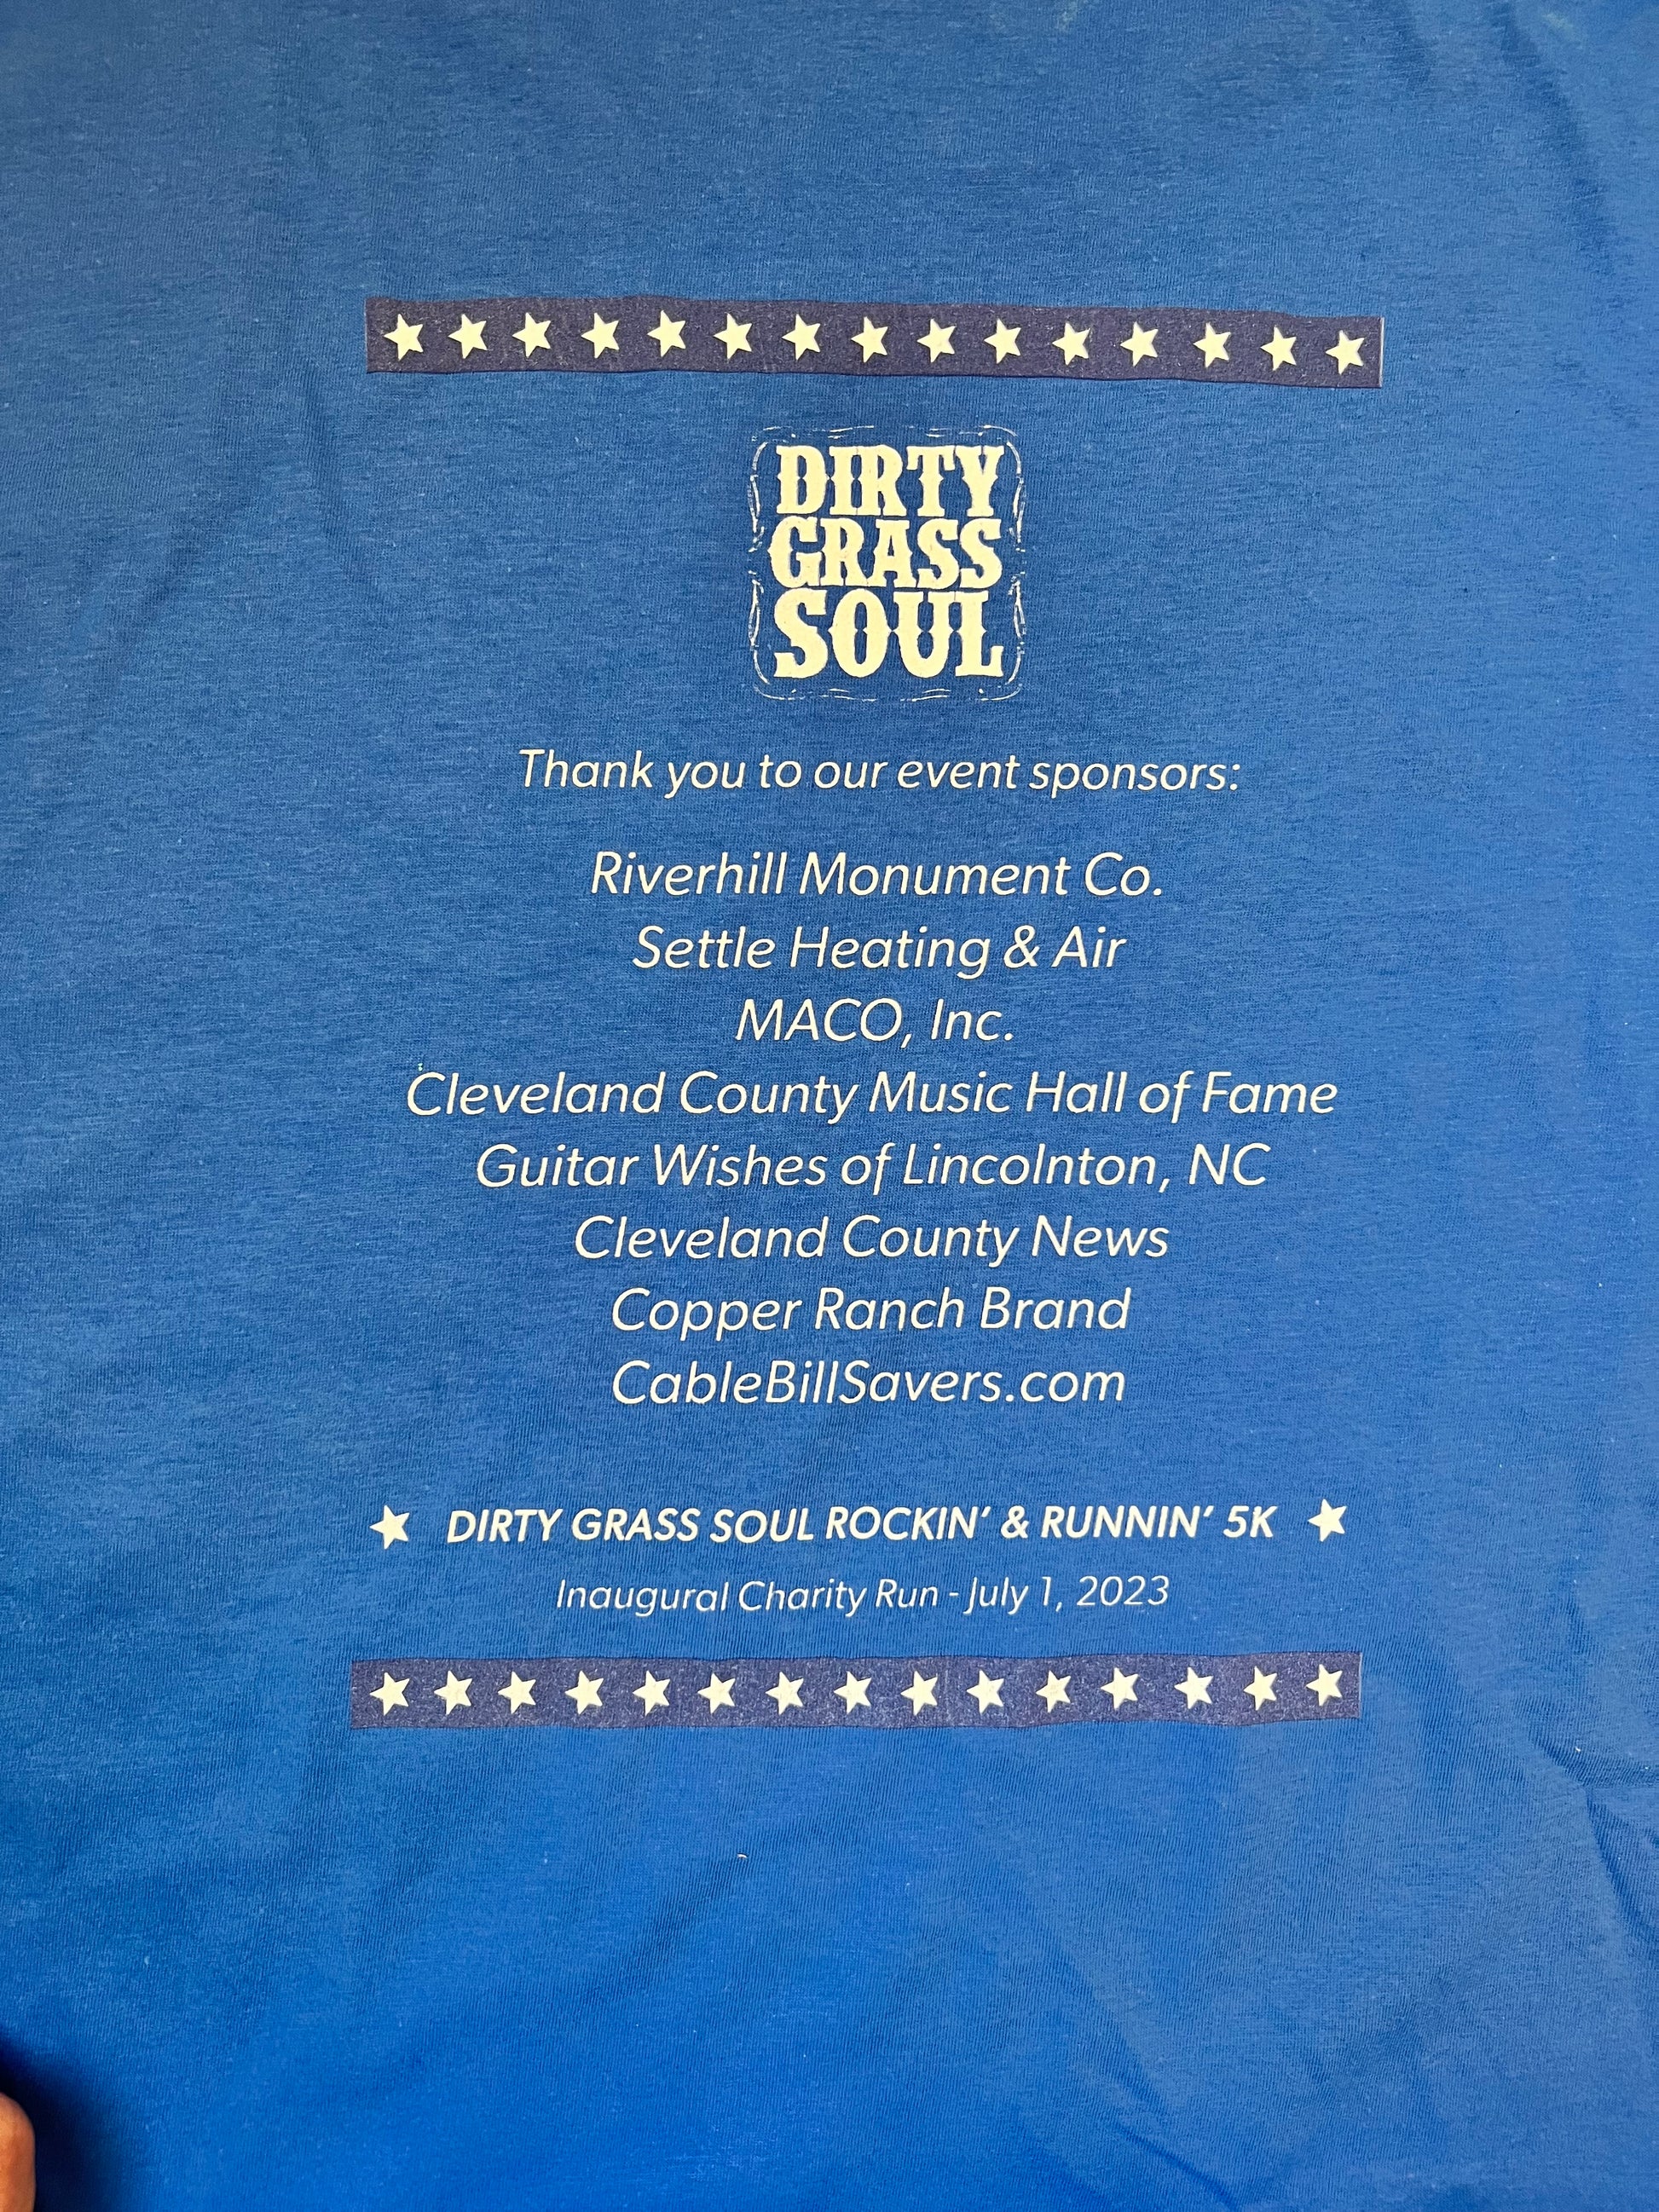 DIRTY
GRASS
SOUL
Thank you to our event sponsors:
Riverhill Monument Co.
Settle Heating & Air
MACO, Inc.
Cleveland County Music Hall of Fame
Guitar Wishes of Lincolnton, NC
Cleveland County News
Copper Ranch Brand
CableBillSavers.com
DIRTY GRASS SOUL ROCKIN' & RUNNIN' 5K
Inaugural Charity Run - July 1, 2023